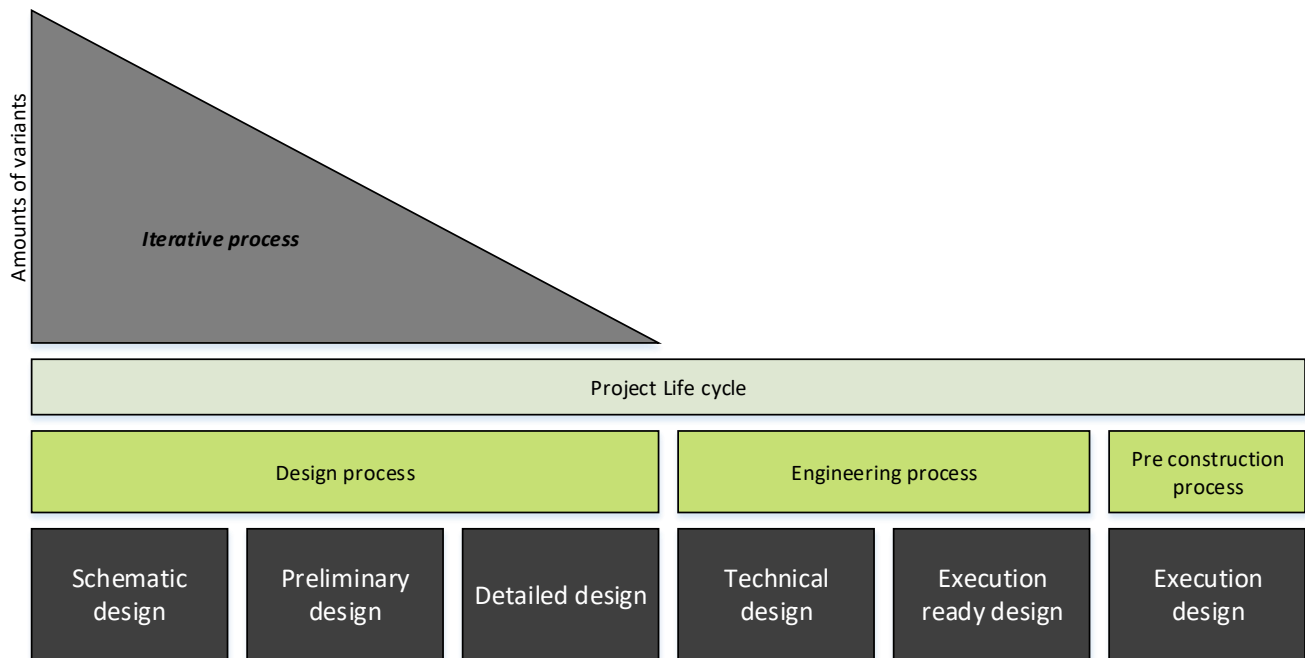 Amounts of variants
Iterative process
Project Life cycle
Design process
Engineering process
Pre construction
process
Schematic
design
Preliminary
design
Detailed design
Technical
design
Execution
ready design
Execution
design